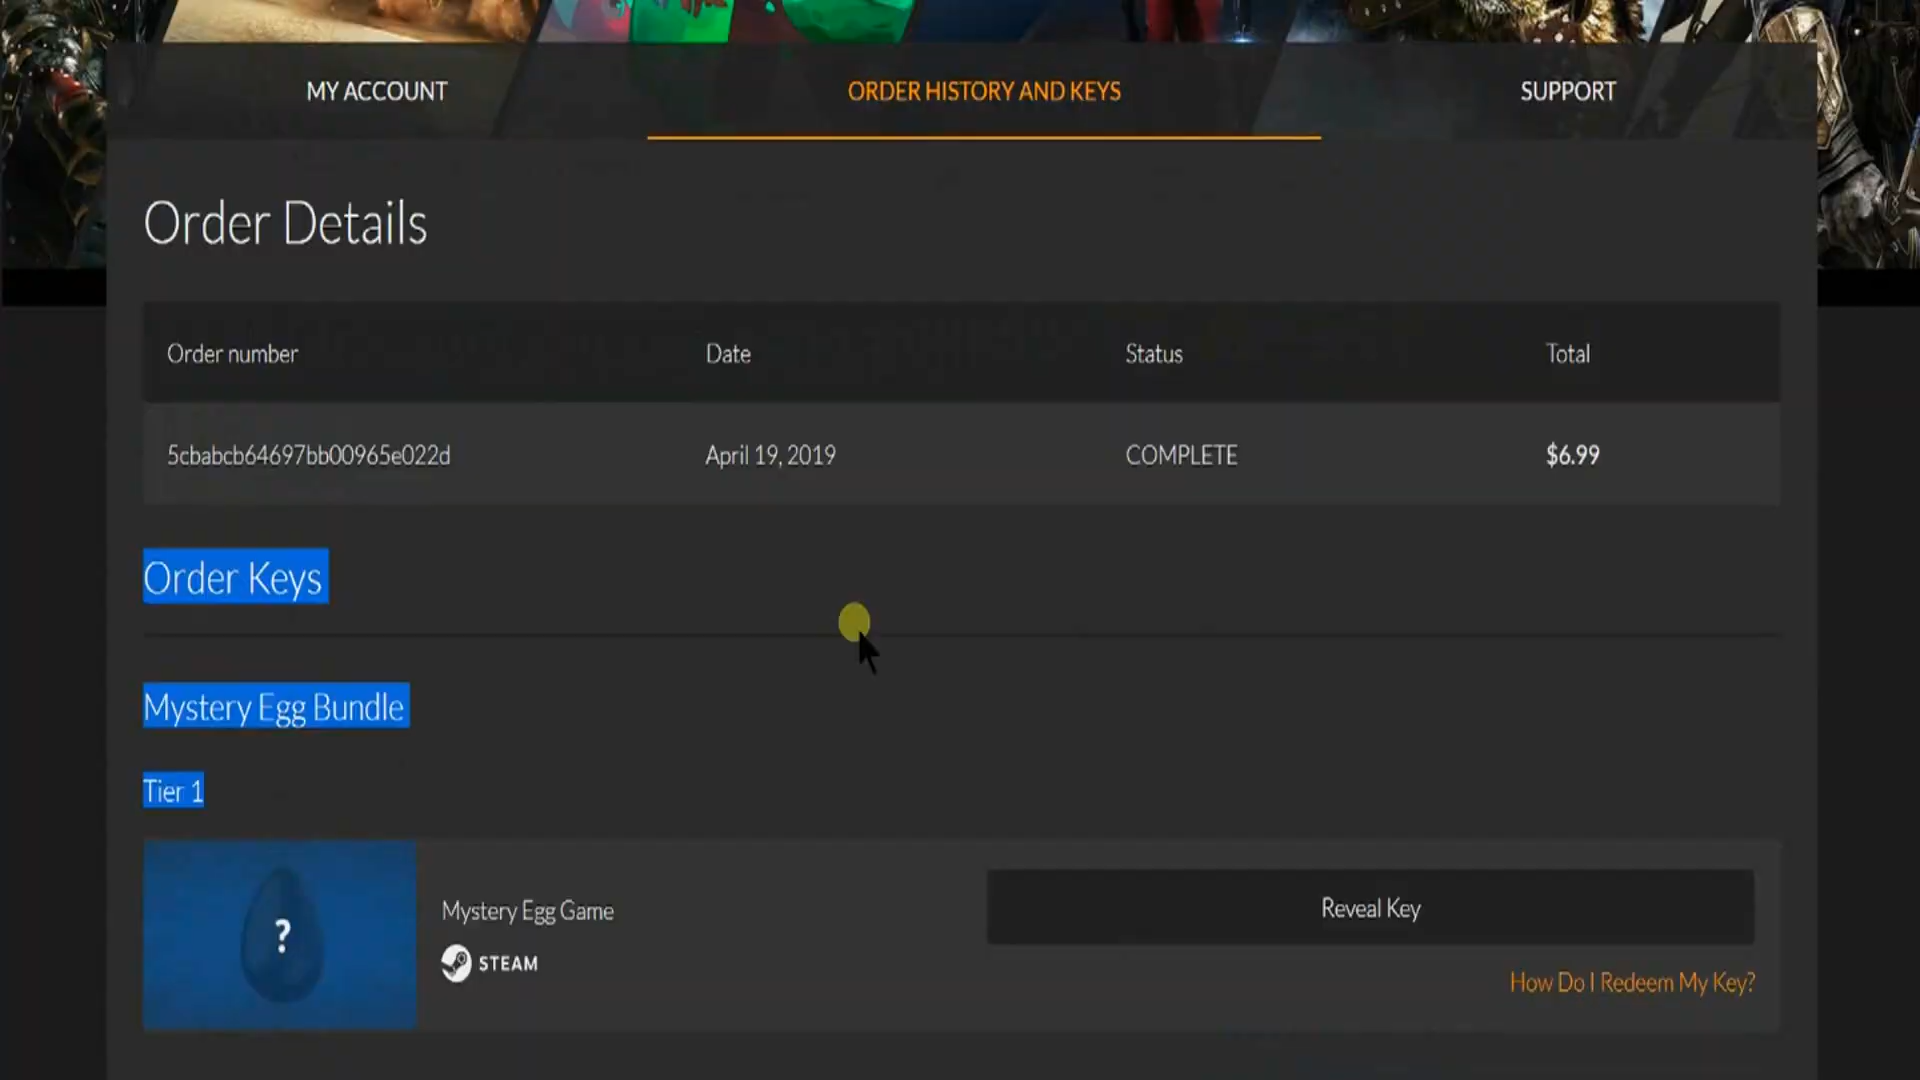 MY ACCOUNT
ORDER HISTORY AND KEYS
SUPPORT
Order Details
Order number
Date
Status
Total
5cbabcb64697bb00965e022d
April 19, 2019
COMPLETE
$6.99
Order Keys
Mystery Egg Bundle
Tier 1
?
Mystery Egg Game
STEAM
Reveal Key
How Do I Redeem My Key?